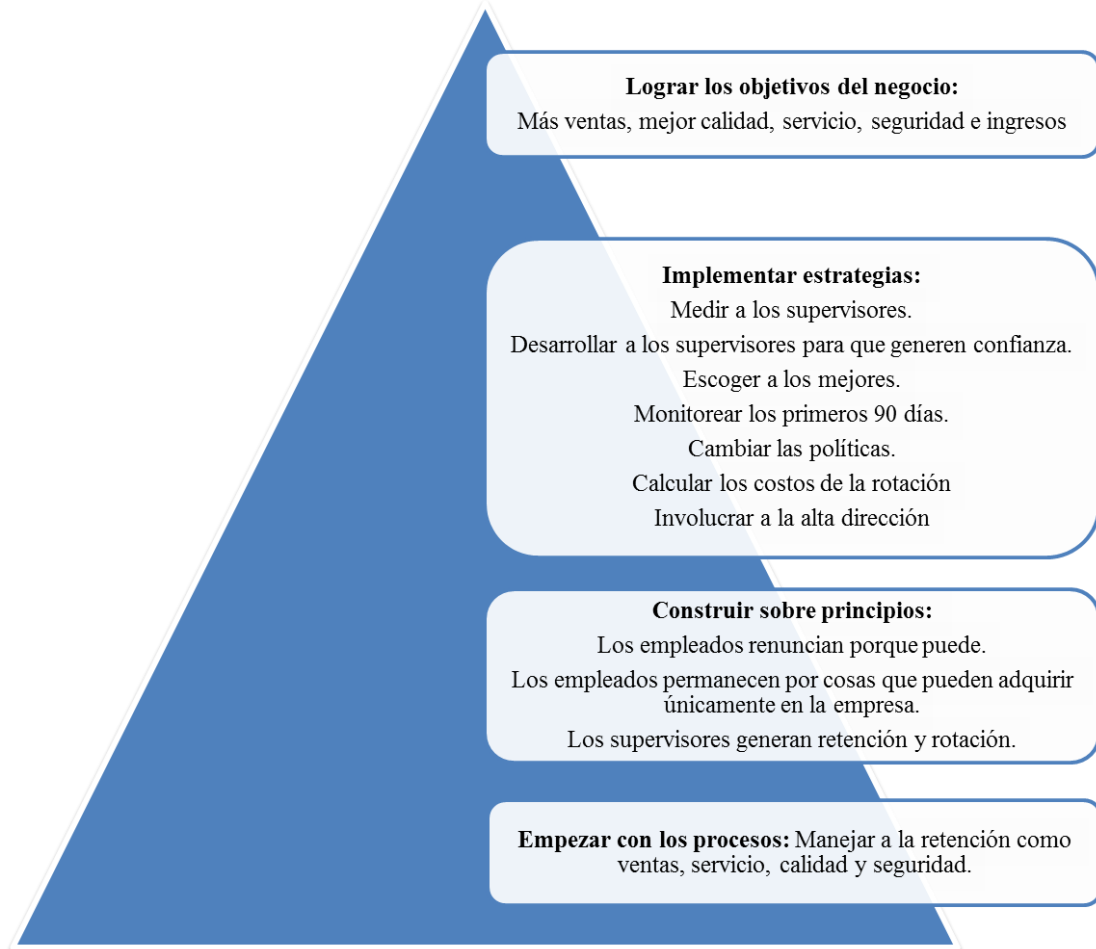 Lograr los objetivos del negocio:
Más ventas, mejor calidad, servicio, seguridad e ingresos
Implementar estrategias:
Medir a los supervisores.
Desarrollar a los supervisores para que generen confianza.
Escoger a los mejores.
Monitorear los primeros 90 días.
Cambiar las políticas.
Calcular los costos de la rotación
Involucrar a la alta dirección
Construir sobre principios:
Los empleados renuncian porque puede.
Los empleados permanecen por cosas que pueden adquirir
únicamente en la empresa.
Los supervisores generan retención y rotación.
Empezar con los procesos: Manejar a la retención como
ventas, servicio, calidad y seguridad.